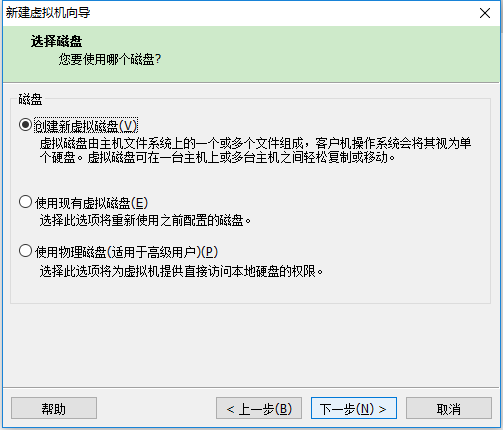 新建虚拟机向导
选择磁盘
您要使用哪个磁盘?
磁盘
创建新虚拟磁盘(V)
虚拟磁盘由主机文件系统上的一个或多个文件组成，客户机操作系统会将其视为单
个硬盘。虚拟磁盘可在一台主机上或多台主机之间轻松复制或移动。
使用现有虚拟磁盘(E)
选择此选项将重新使用之前配置的磁盘。
使用物理磁盘(适用于高级用户)(P)
选择此选项将为虚拟机提供直接访问本地硬盘的权限。
帮助
< 上一步(B)
下一步(N) >
取消